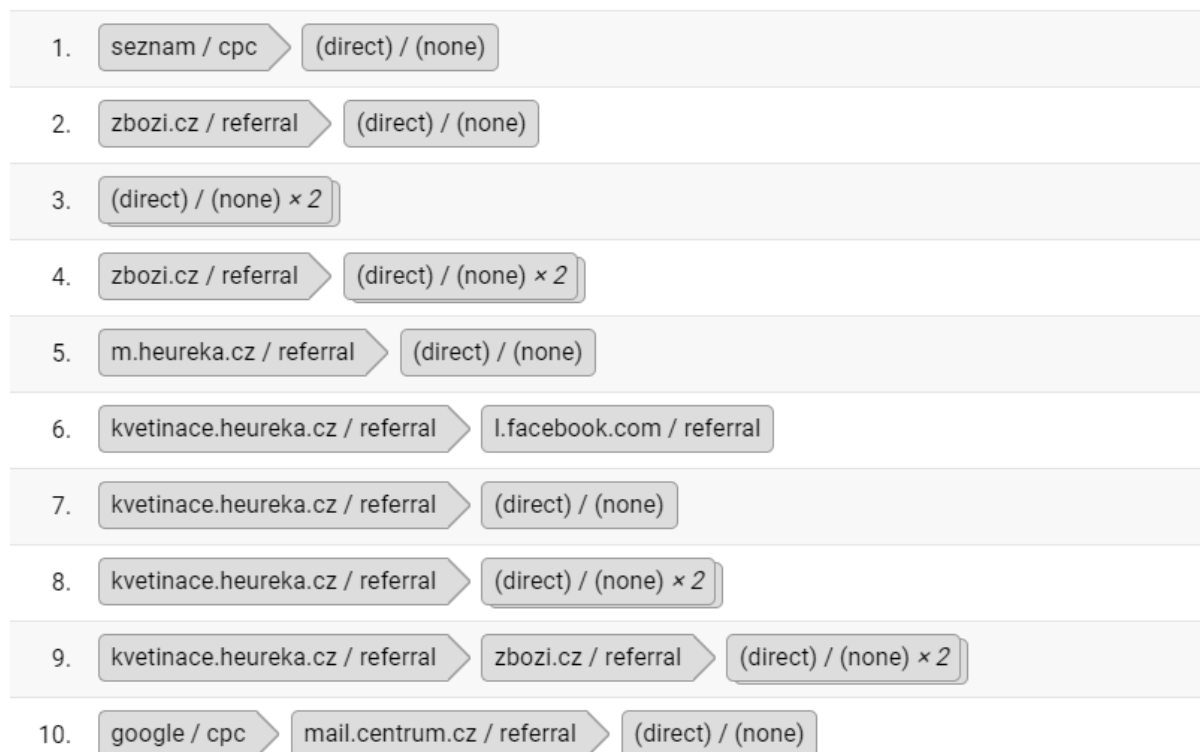 1. seznam / cpc (direct) / (none)
2. zbozi.cz / referral (direct) / (none)
3. (direct) / (none) × 2
4. zbozi.cz / referral (direct) / (none) × 2
5. m.heureka.cz / referral (direct) / (none)
6. kvetinace.heureka.cz / referral l.facebook.com / referral
7. kvetinace.heureka.cz / referral (direct) / (none)
8. kvetinace.heureka.cz / referral (direct) / (none) × 2
9. kvetinace.heureka.cz / referral zbozi.cz / referral (direct) / (none) × 2
10. google / cpc mail.centrum.cz / referral (direct) / (none)